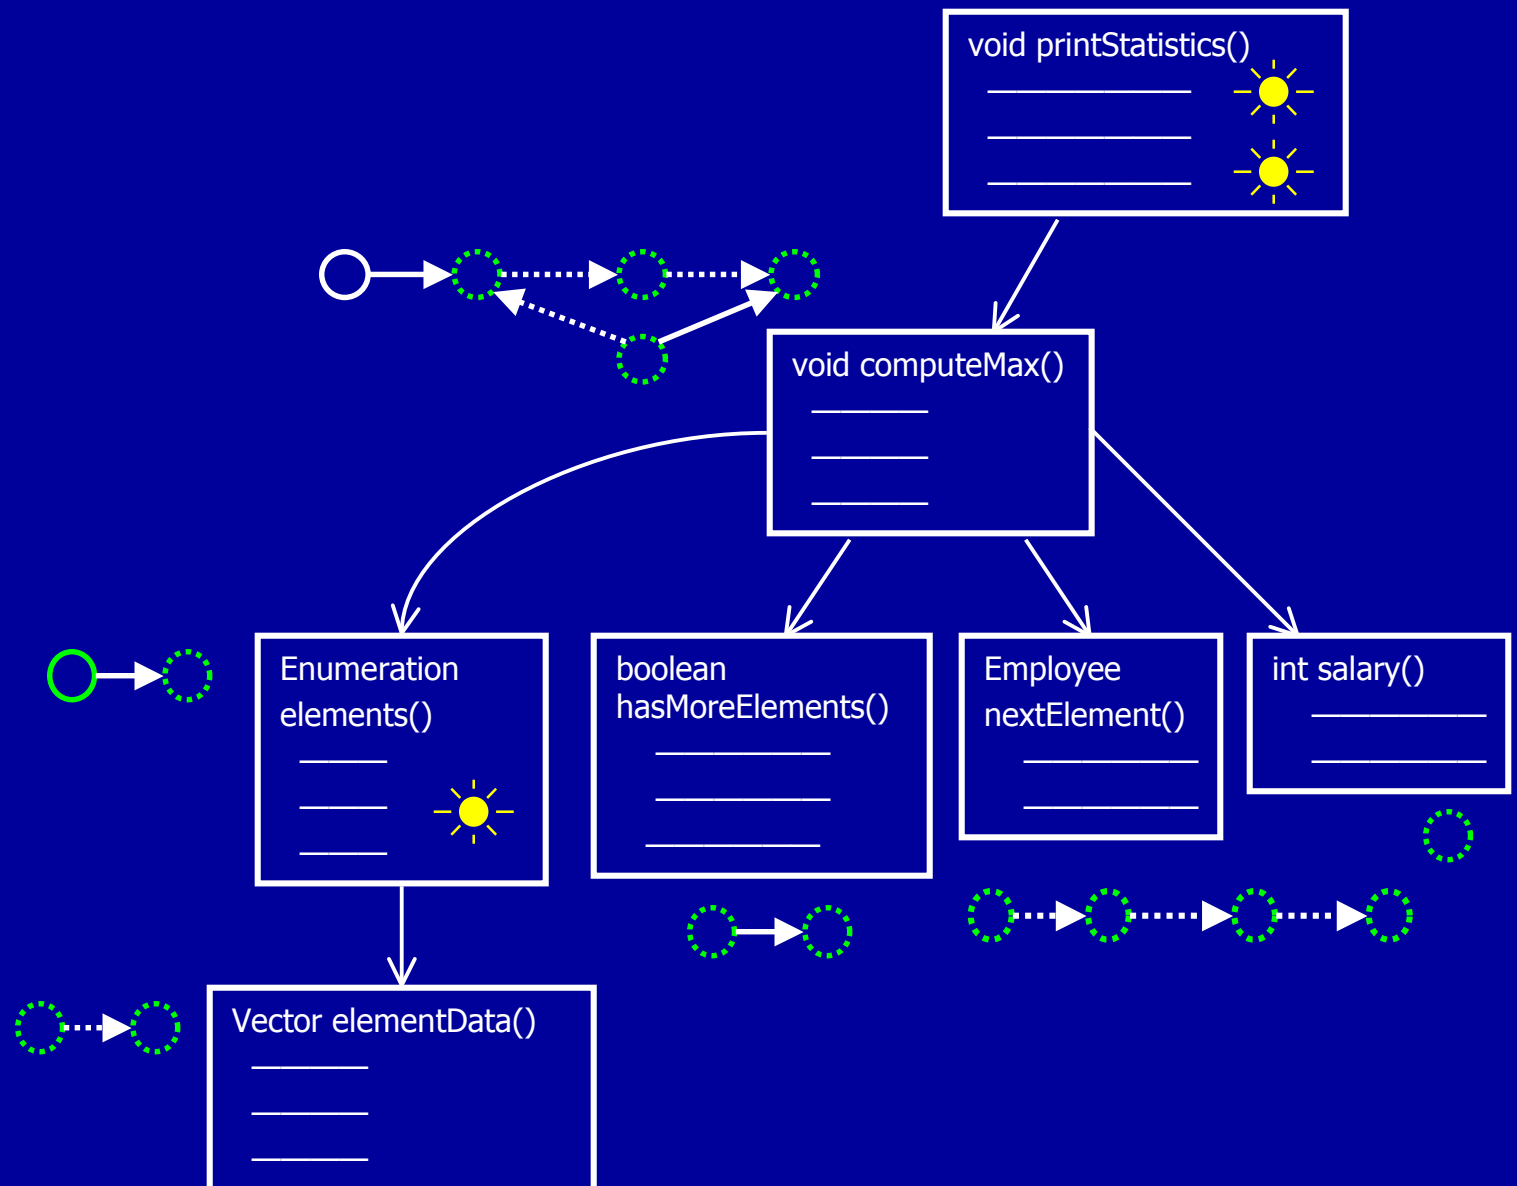 void printStatistics()
void computeMax()
Enumeration
elements()
boolean
hasMoreElements()
Employee
nextElement()
int salary()
Vector elementData()